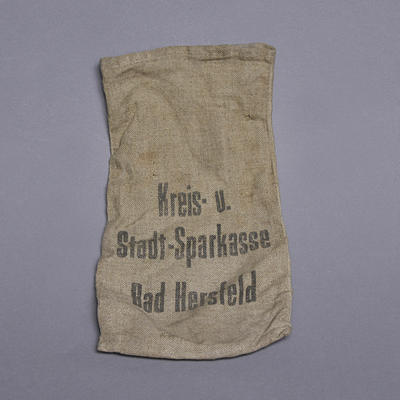 Kreis- u.
Stadt-Sparkasse
Bad Hersfeld